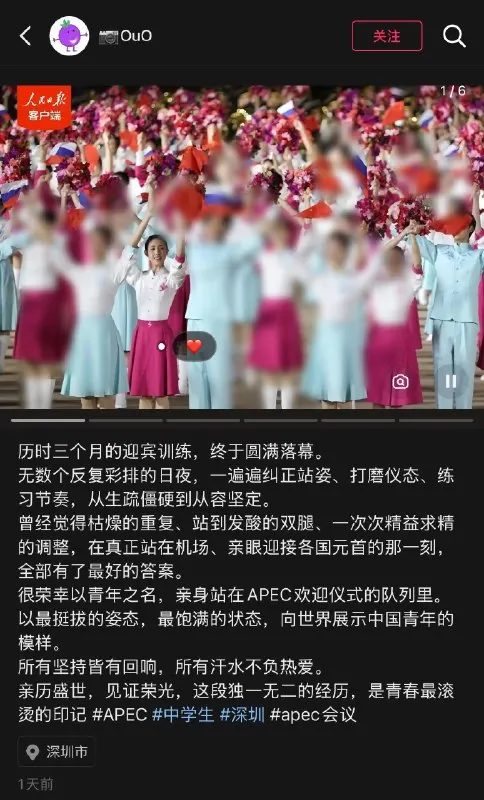 OuO
关注
人民日报
客户端
1/6
历时三个月的迎宾训练，终于圆满落幕。
无数个反复彩排的日夜，一遍遍纠正站姿、打磨仪态、练
习节奏，从生疏僵硬到从容坚定。
曾经觉得枯燥的重复、站到发酸的双腿、一次次精益求精
的调整，在真正站在机场、亲眼迎接各国元首的那一刻，
全部有了最好的答案。
很荣幸以青年之名，亲身站在APEC欢迎仪式的队列里。
以最挺拔的姿态，最饱满的状态，向世界展示中国青年的
模样。
所有坚持皆有回响，所有汗水不负热爱。
亲历盛世，见证荣光，这段独一无二的经历，是青春最滚
烫的印记 #APEC #中学生 #深圳 #apec会议
深圳市
1天前